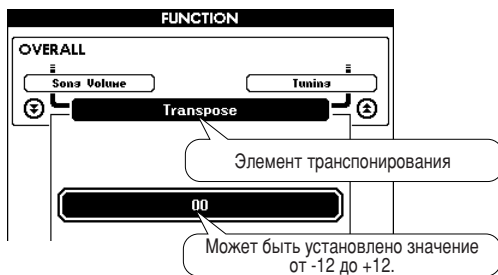 FUNCTION
OVERALL
Song Volume
Tuning
Transpose
Элемент транспонирования
00
Может быть установлено значение
от -12 до +12.